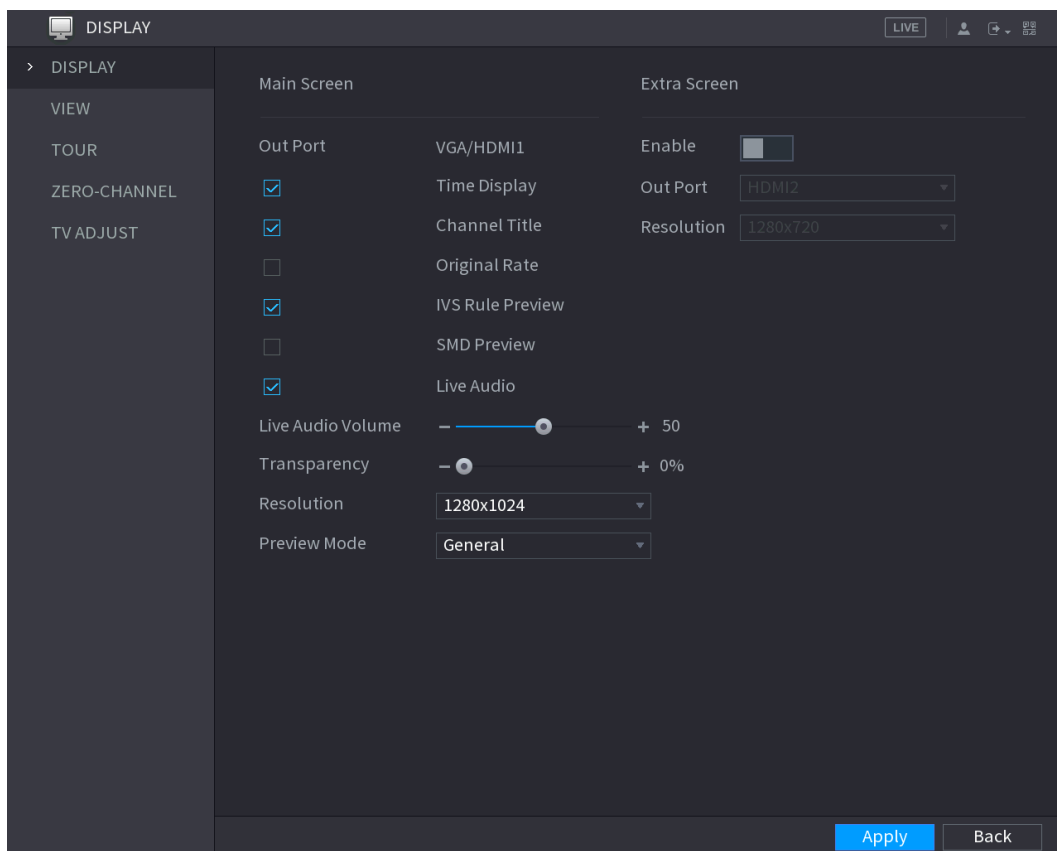 DISPLAY
LIVE
DISPLAY
VIEW
TOUR
ZERO-CHANNEL
TV ADJUST
Main Screen
Out Port VGA/HDMI1
Time Display
Channel Title
Original Rate
IVS Rule Preview
SMD Preview
Live Audio
Live Audio Volume − + 50
Transparency − + 0%
Resolution 1280x1024
Preview Mode General
Extra Screen
Enable
Out Port HDMI2
Resolution 1280x720
Apply Back